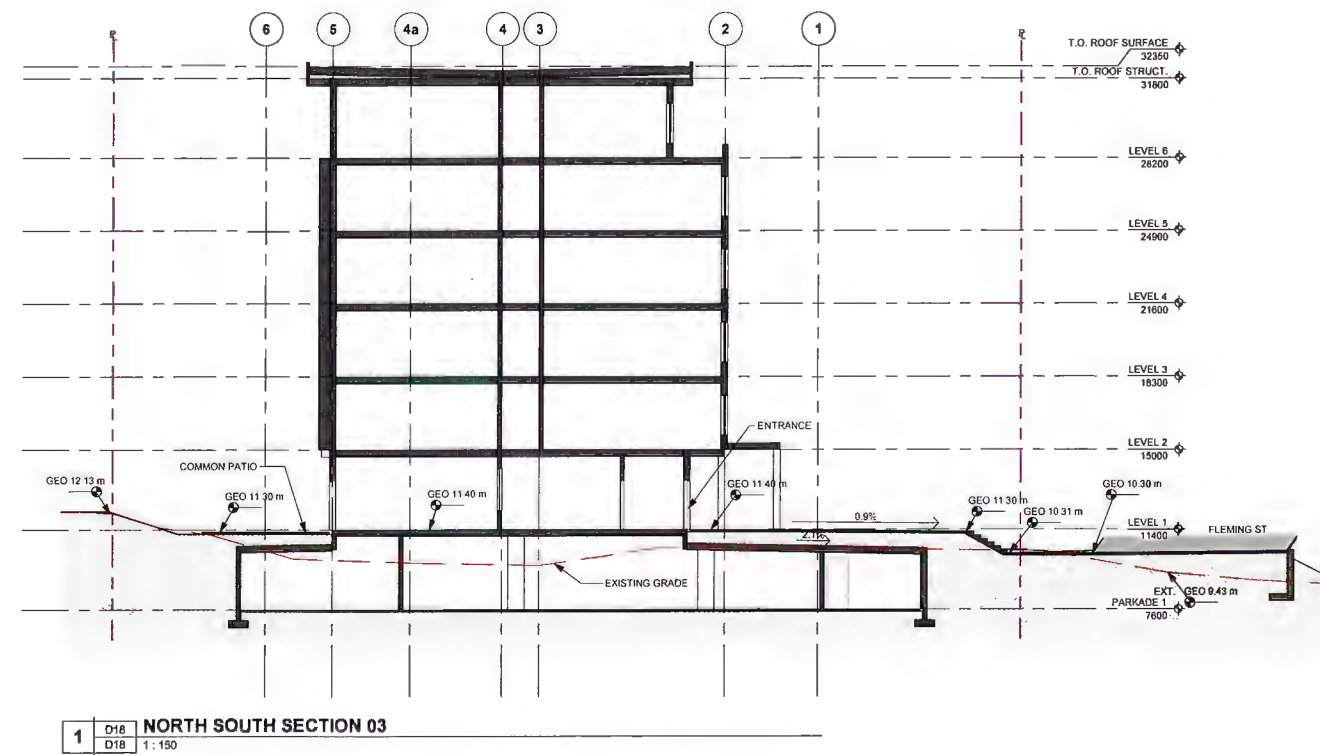 6
5
4a
4
3
2
1
T.O. ROOF SURFACE
32350
T.O. ROOF STRUCT.
31800
LEVEL 6
28200
LEVEL 5
24900
LEVEL 4
21600
LEVEL 3
18300
LEVEL 2
15000
ENTRANCE
COMMON PATIO
GEO 12 13 m
GEO 11 30 m
GEO 11 40 m
GEO 11 40 m
GEO 11 30 m
GEO 10.30 m
GEO 10 31 m
0.9%
LEVEL 1
11400
FLEMING ST
2.1%
EXISTING GRADE
EXT. GEO 9.43 m
PARKADE 1
7600
1
D16
D18
NORTH SOUTH SECTION 03
1 : 150